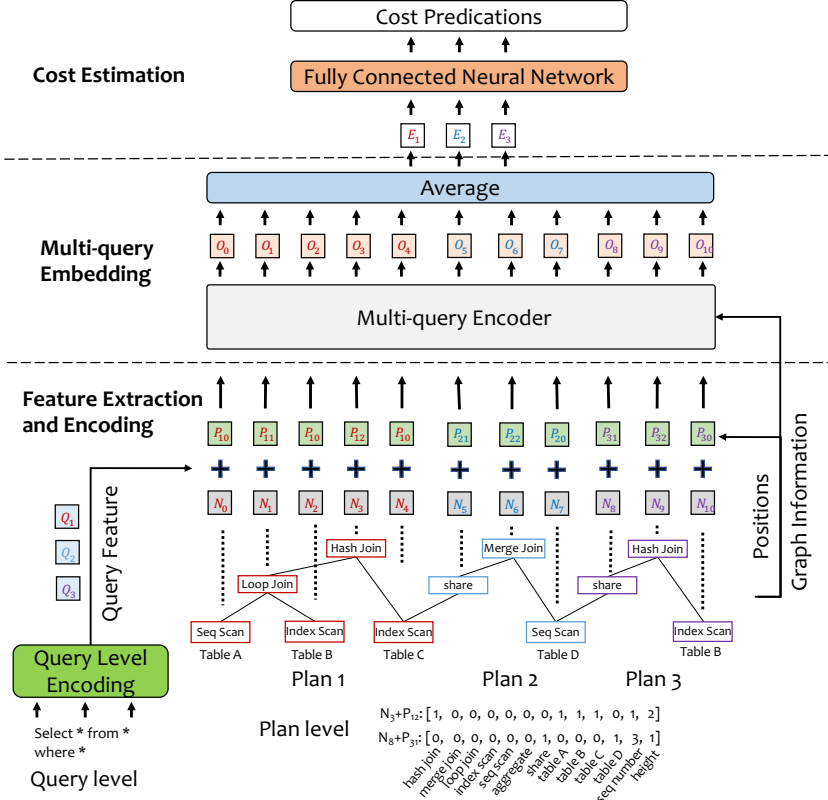 Cost Predications
Cost Estimation
Fully Connected Neural Network
E1 E2 E3
Average
Multi-query
Embedding
O0 O1 O2 O3 O4 O5 O6 O7 O8 O9 O10
Multi-query Encoder
Feature Extraction
and Encoding
P10 P11 P10 P12 P10 P21 P22 P20 P31 P32 P30
+ + + + + + + + + + +
N0 N1 N2 N3 N4 N5 N6 N7 N8 N9 N10
Q1
Q2
Q3
Query Feature
Positions
Graph Information
Hash Join Merge Join Hash Join
Loop Join share share
Seq Scan Index Scan Index Scan Seq Scan Index Scan
Table A Table B Table C Table D Table B
Query Level
Encoding
Plan 1 Plan 2 Plan 3
Select * from *
where *
Query level
Plan level
N3+P12: [1, 0, 0, 0, 0, 0, 0, 1, 1, 1, 0, 1, 2]
N8+P31: [0, 0, 0, 0, 0, 0, 1, 0, 0, 0, 1, 3, 1]
hash join
merge join
loop join
index scan
seq scan
aggregate
share
table A
table B
table C
table D
seq number
height